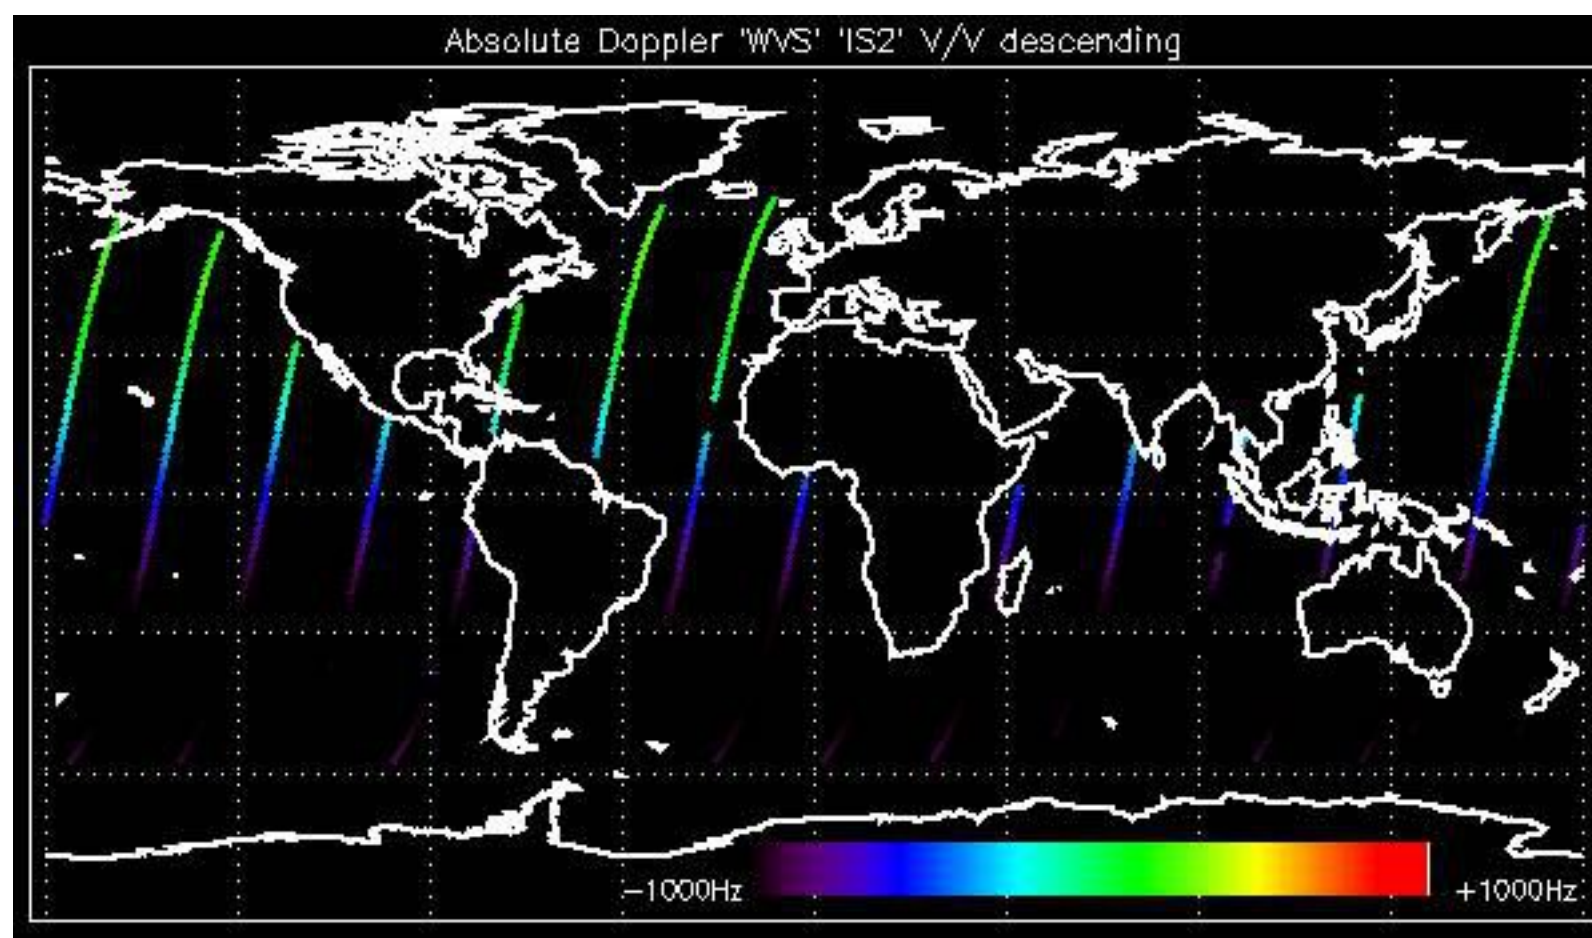 Absolute Doppler 'WVS' 'IS2' V/V descending
−1000Hz
+1000Hz